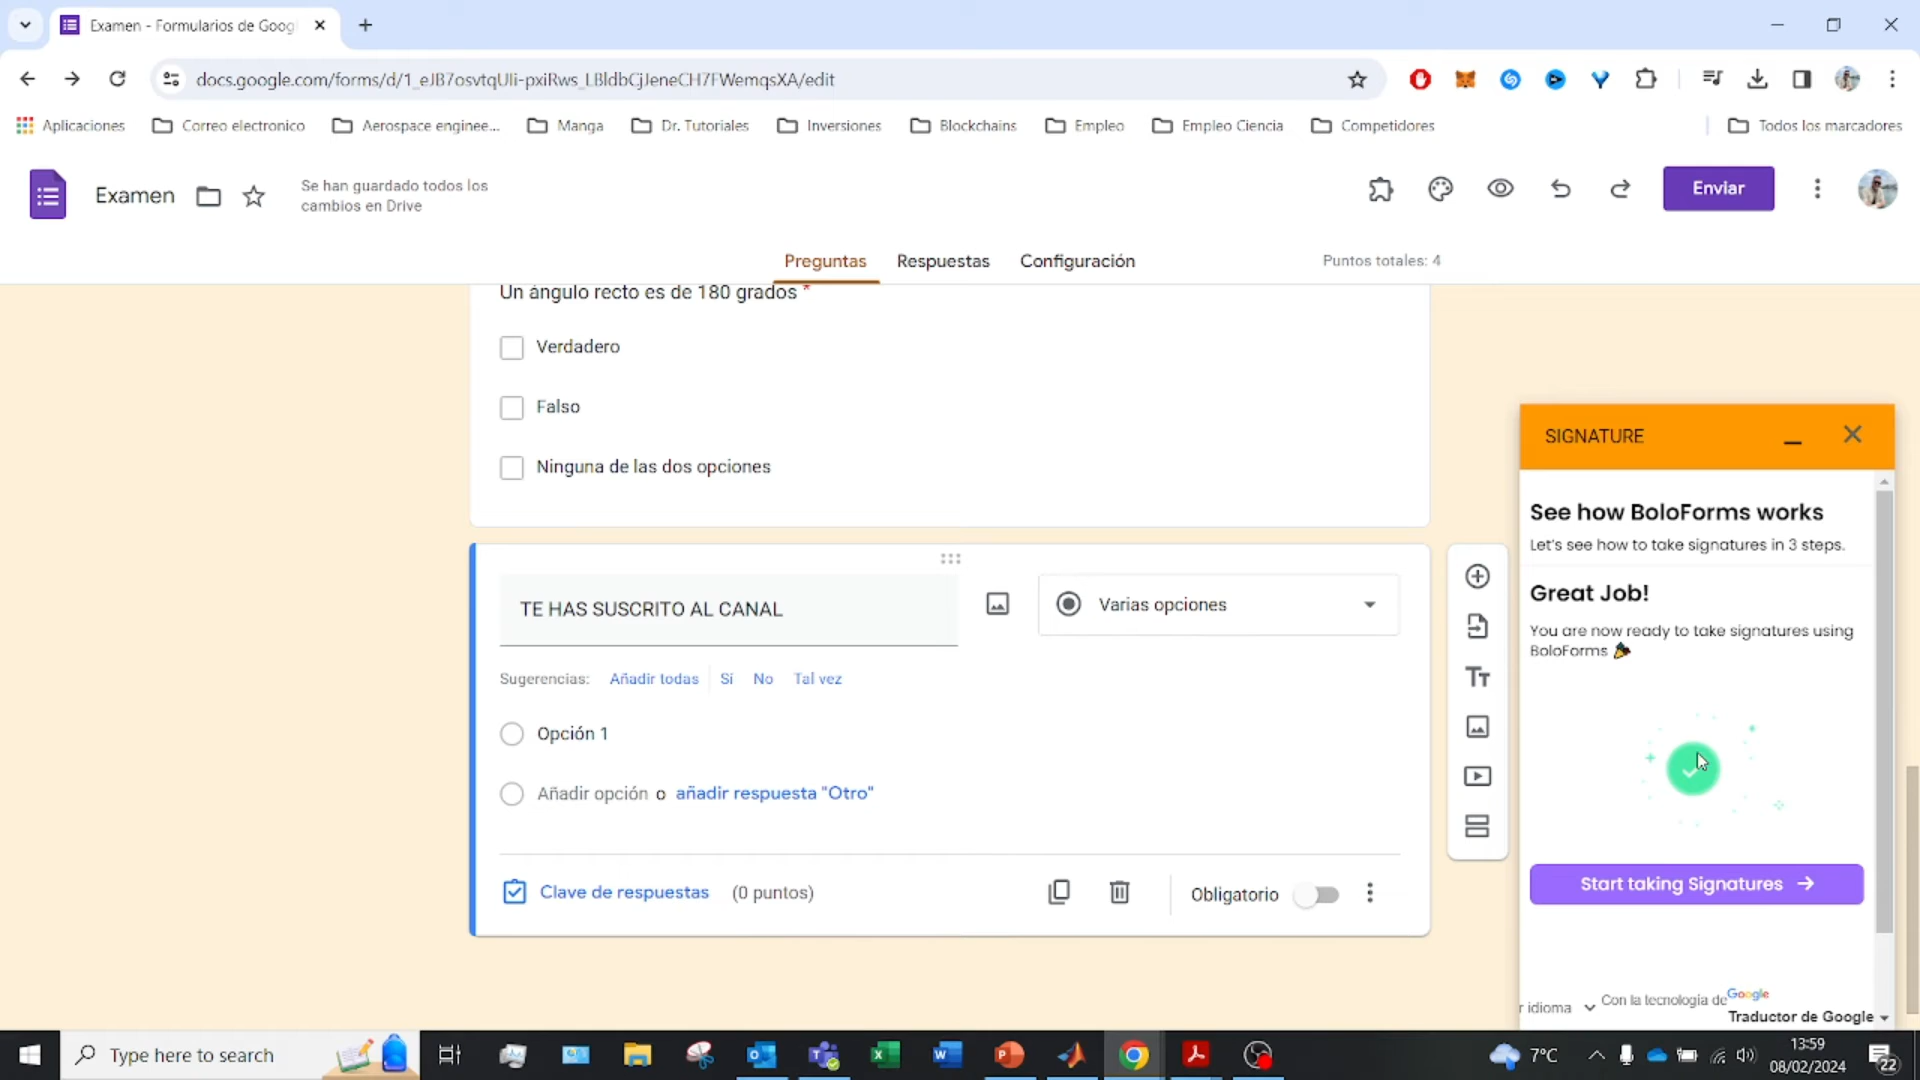 Examen - Formularios de Goog
docs.google.com/forms/d/1_eJB7osvtqUIi-pxiRws_LBldbCjJeneCH7FWemqsXA/edit
Aplicaciones
Correo electronico
Aerospace enginee...
Manga
Dr. Tutoriales
Inversiones
Blockchains
Empleo
Empleo Ciencia
Competidores
Todos los marcadores
Examen
Se han guardado todos los
cambios en Drive
Enviar
Preguntas
Respuestas
Configuración
Puntos totales: 4
Un ángulo recto es de 180 grados *
Verdadero
Falso
Ninguna de las dos opciones
TE HAS SUSCRITO AL CANAL
Varias opciones
Sugerencias:
Añadir todas
Sí
No
Tal vez
Opción 1
Añadir opción o añadir respuesta "Otro"
Clave de respuestas
(0 puntos)
Obligatorio
SIGNATURE
See how BoloForms works
Let's see how to take signatures in 3 steps.
Great Job!
You are now ready to take signatures using
BoloForms
Start taking Signatures
r idioma
Con la tecnología de Google
Traductor de Google
Type here to search
7°C
13:59
08/02/2024
22